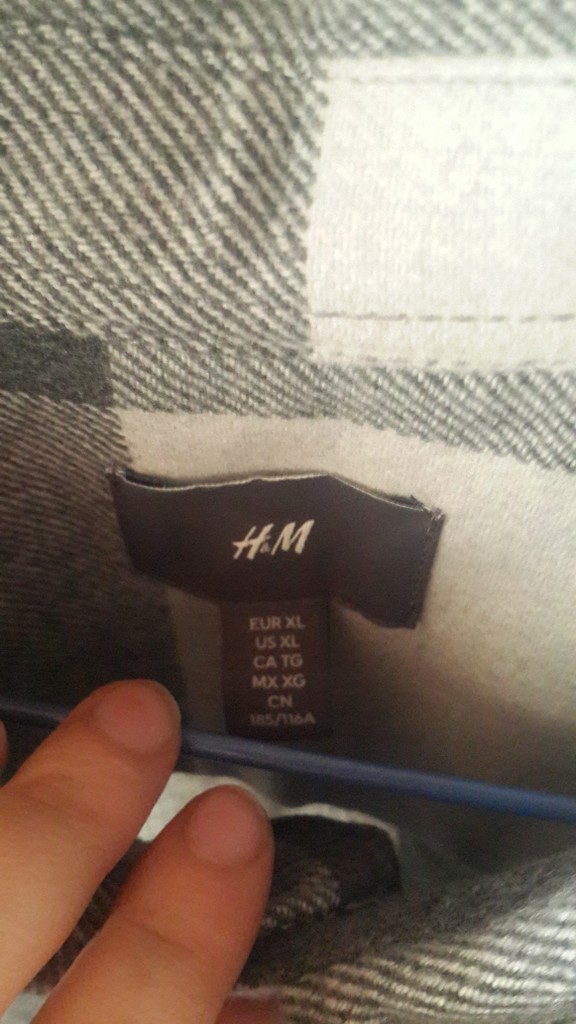 H&M
EUR XL
US XL
CA TG
MX XG
CN
185/116A